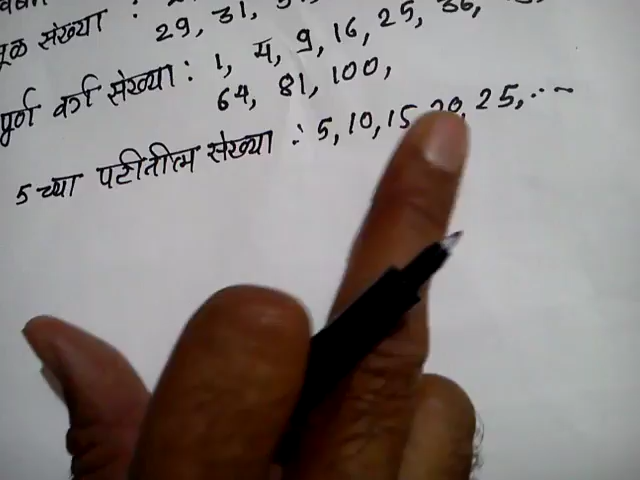 मूळ संख्या :
29, 31,
पूर्ण वर्ग संख्या : 1, 4, 9, 16, 25, 36,
64, 81, 100,
5 च्या पटीतील संख्या : 5, 10, 15, 20, 25, ...